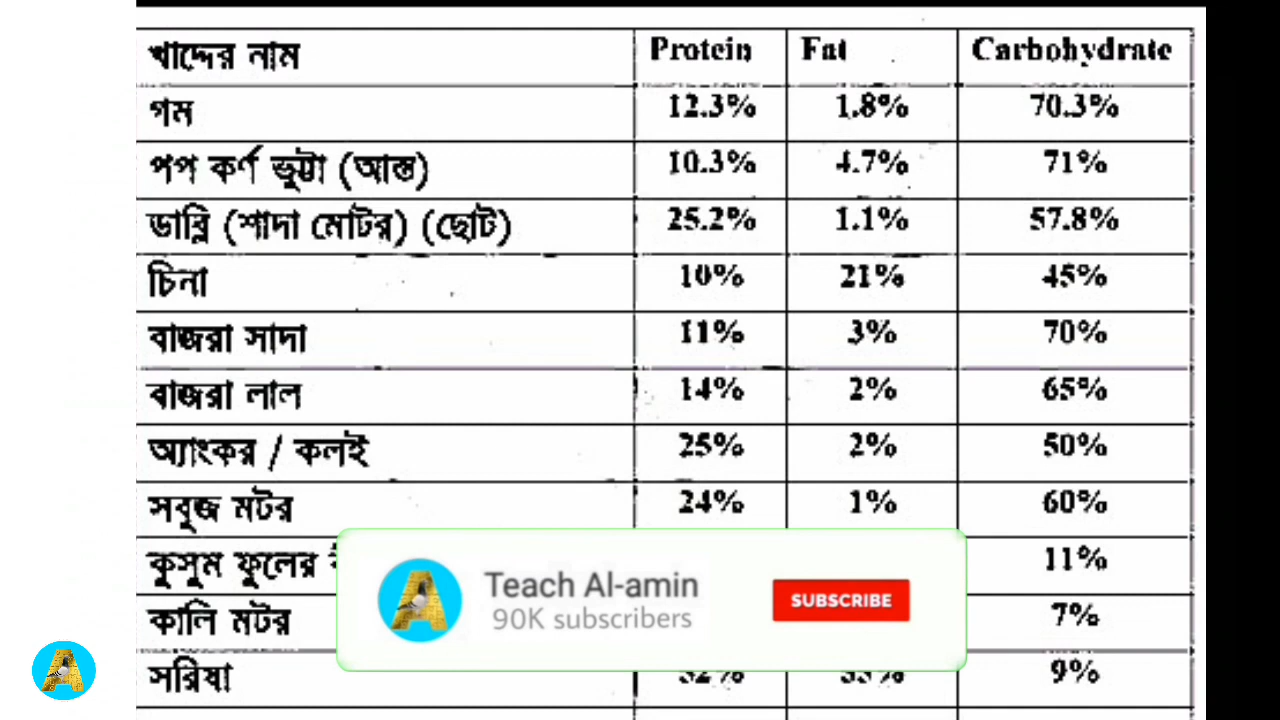 খাদ্দের নাম Protein Fat Carbohydrate
গম 12.3% 1.8% 70.3%
পপ কর্ণ ভুট্টা (আস্ত) 10.3% 4.7% 71%
ডাব্লি (শাদা মোটর) (ছোট) 25.2% 1.1% 57.8%
চিনা 10% 21% 45%
বাজরা সাদা 11% 3% 70%
বাজরা লাল 14% 2% 65%
অ্যাংকর / কলই 25% 2% 50%
সবুজ মটর 24% 1% 60%
কুসুম ফুলের 11%
Teach Al-amin
90K subscribers
SUBSCRIBE
কালি মটর 7%
সরিষা 9%